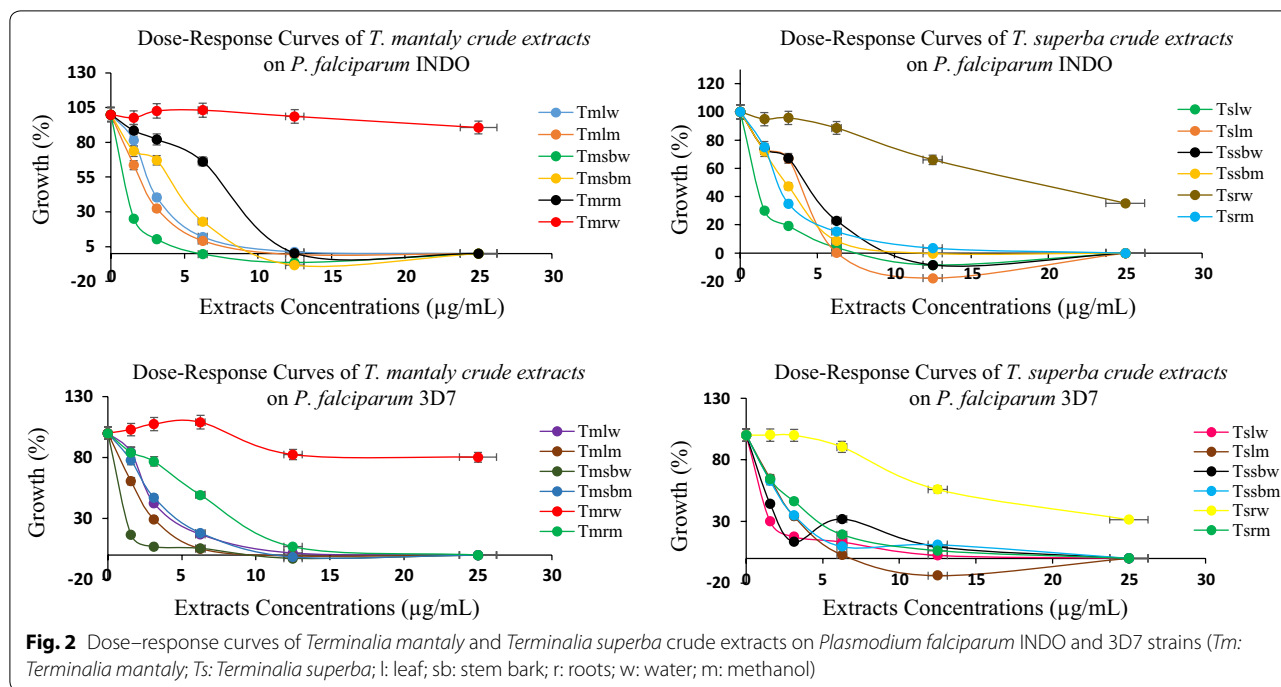 Dose-Response Curves of T. mantaly crude extracts
on P. falciparum INDO
130
105
80
55
30
5
-20
Growth (%)
0
5
10
15
20
25
30
Extracts Concentrations (µg/mL)
Tmlw
Tmlm
Tmsbw
Tmsbm
Tmrm
Tmrw
Dose-Response Curves of T. superba crude extracts
on P. falciparum INDO
120
100
80
60
40
20
0
-20
Growth (%)
0
5
10
15
20
25
30
Extracts Concentrations (µg/mL)
Tslw
Tslm
Tssbw
Tssbm
Tsrw
Tsrm
Dose-Response Curves of T. mantaly crude extracts
on P. falciparum 3D7
130
80
30
-20
Growth (%)
0
5
10
15
20
25
30
Extracts Concentrations (µg/mL)
Tmlw
Tmlm
Tmsbw
Tmsbm
Tmrw
Tmrm
Dose-Response Curves of T. superba crude extracts
on P. falciparum 3D7
130
80
30
-20
Growth (%)
0
5
10
15
20
25
30
Extracts Concentrations (µg/mL)
Tslw
Tslm
Tssbw
Tssbm
Tsrw
Tsrm
Fig. 2 Dose–response curves of Terminalia mantaly and Terminalia superba crude extracts on Plasmodium falciparum INDO and 3D7 strains (Tm:
Terminalia mantaly; Ts: Terminalia superba; l: leaf; sb: stem bark; r: roots; w: water; m: methanol)